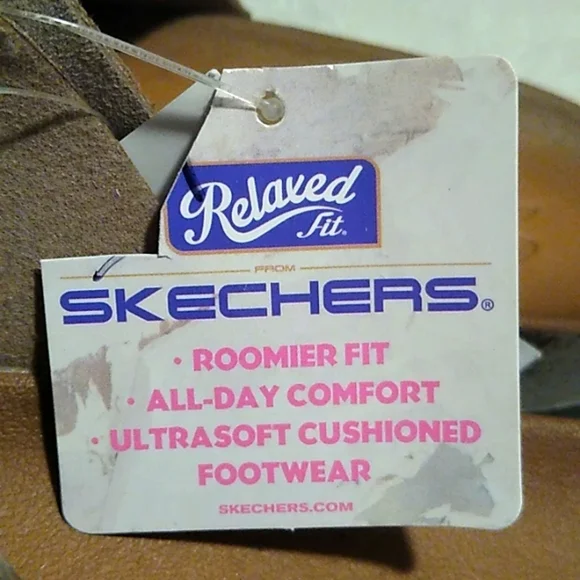 Relaxed
Fit®
FROM
SKECHERS®
• ROOMIER FIT
• ALL-DAY COMFORT
• ULTRASOFT CUSHIONED
FOOTWEAR
SKECHERS.COM